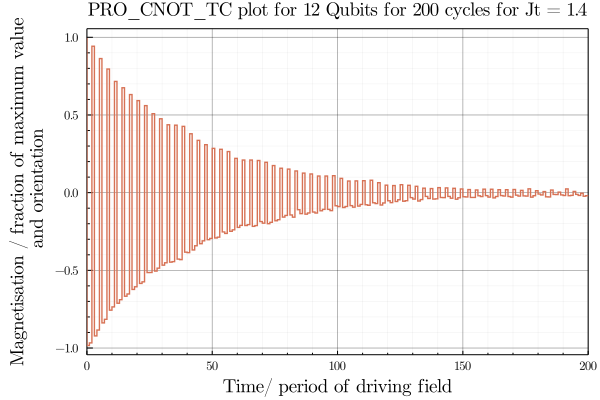 PRO_CNOT_TC plot for 12 Qubits for 200 cycles for Jt = 1.4
Magnetisation / fraction of maximum value
and orientation
1.0
0.5
0.0
−0.5
−1.0
0
50
100
150
200
Time/ period of driving field